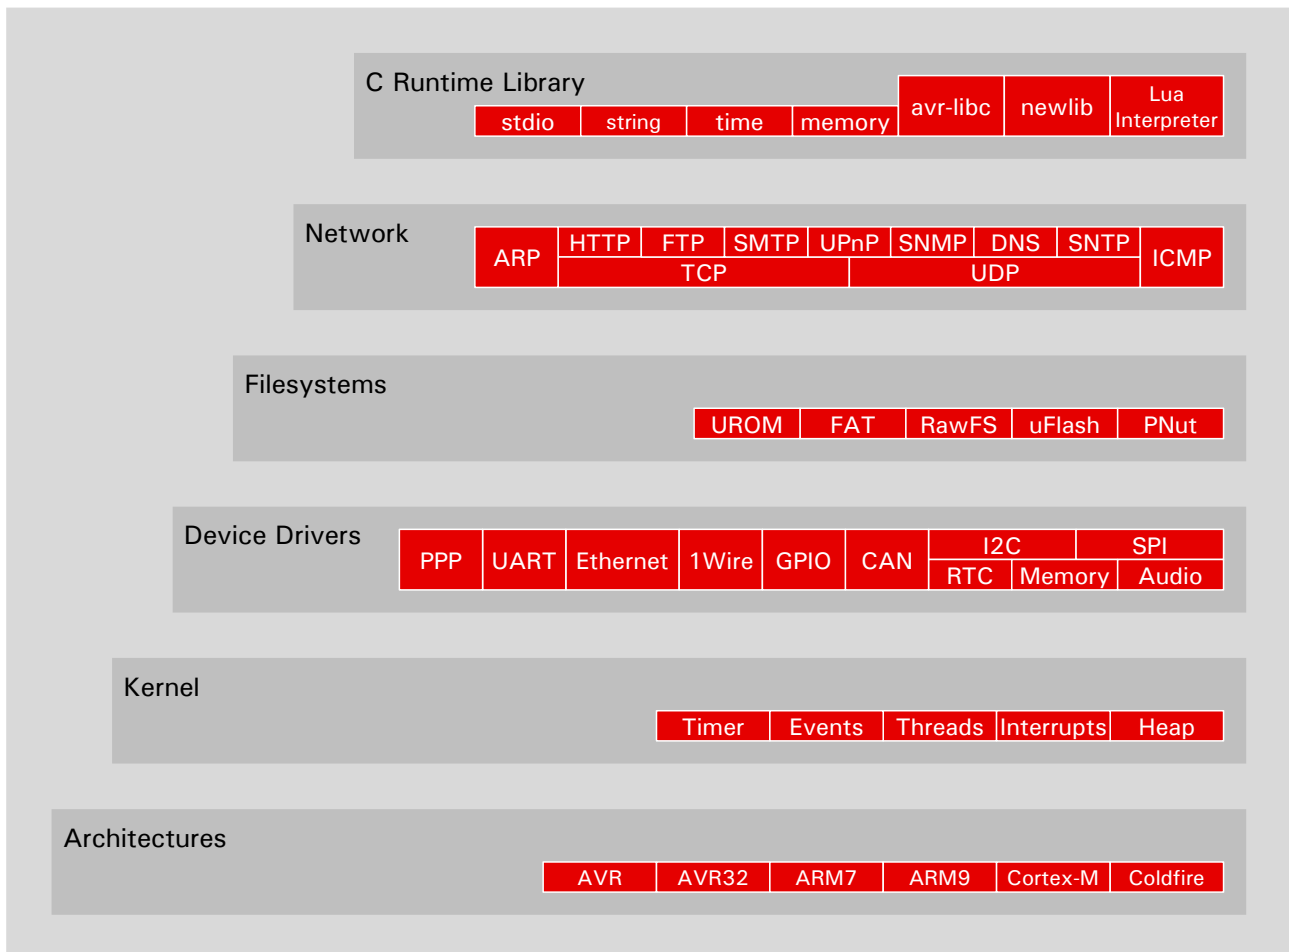 C Runtime Library
stdio string time memory avr-libc newlib Lua
Interpreter
Network
ARP HTTP FTP SMTP UPnP SNMP DNS SNTP ICMP
TCP UDP
Filesystems
UROM FAT RawFS uFlash PNut
Device Drivers
PPP UART Ethernet 1Wire GPIO CAN I2C SPI
RTC Memory Audio
Kernel
Timer Events Threads Interrupts Heap
Architectures
AVR AVR32 ARM7 ARM9 Cortex-M Coldfire